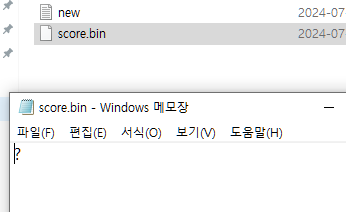 new 2024-07
score.bin 2024-07
score.bin - Windows 메모장
파일(F) 편집(E) 서식(O) 보기(V) 도움말(H)
?